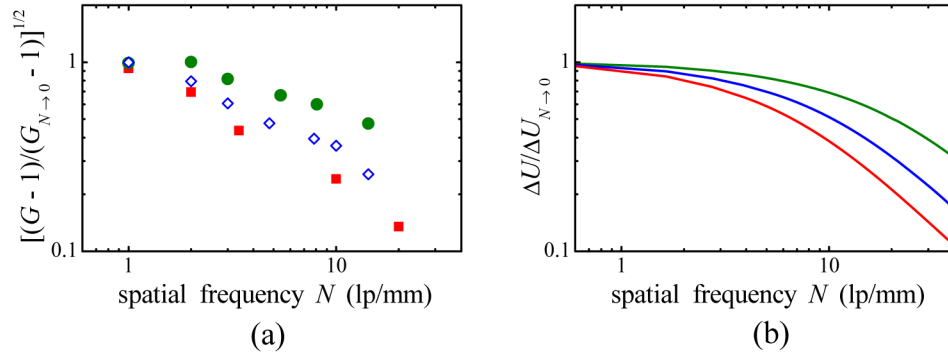 [(G - 1)/(G_{N→0} - 1)]^{1/2}
1
0.1
1
10
spatial frequency N (lp/mm)
(a)
ΔU/ΔU_{N→0}
1
0.1
1
10
spatial frequency N (lp/mm)
(b)